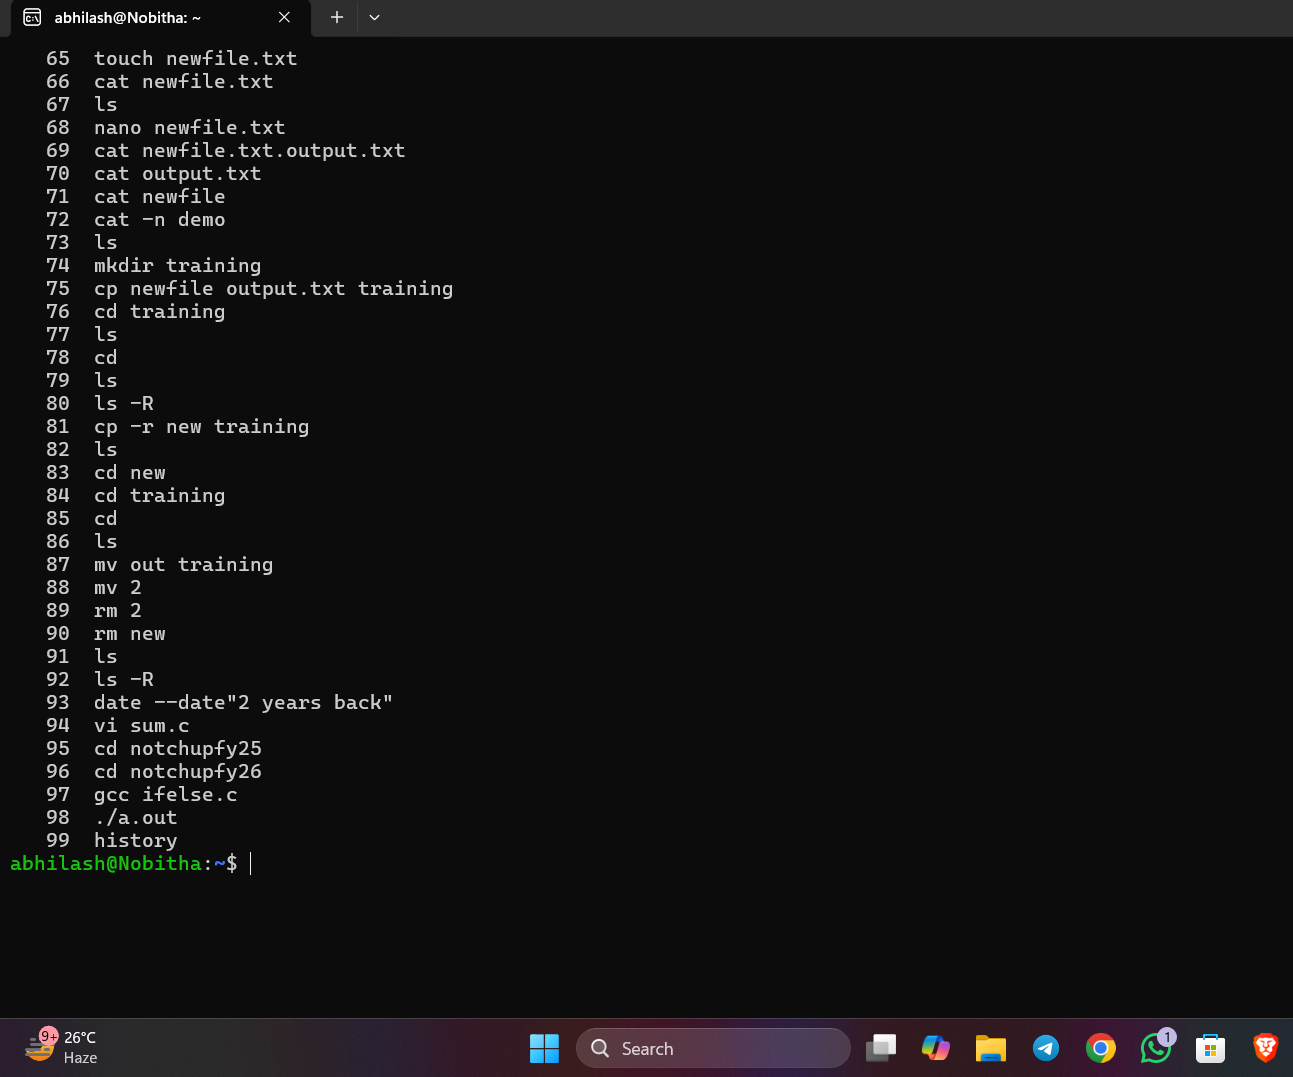 abhilash@Nobitha: ~
65 touch newfile.txt
66 cat newfile.txt
67 ls
68 nano newfile.txt
69 cat newfile.txt.output.txt
70 cat output.txt
71 cat newfile
72 cat -n demo
73 ls
74 mkdir training
75 cp newfile output.txt training
76 cd training
77 ls
78 cd
79 ls
80 ls -R
81 cp -r new training
82 ls
83 cd new
84 cd training
85 cd
86 ls
87 mv out training
88 mv 2
89 rm 2
90 rm new
91 ls
92 ls -R
93 date --date"2 years back"
94 vi sum.c
95 cd notchupfy25
96 cd notchupfy26
97 gcc ifelse.c
98 ./a.out
99 history
abhilash@Nobitha:~$
9+ 26°C
Haze
Search
1